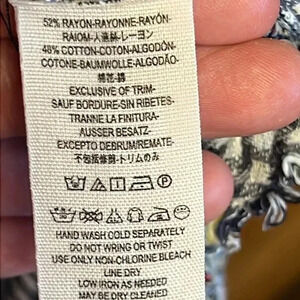 52% RAYON-RAYONNE-RAYÓN-
RAION-人造絲-レーヨン
48% COTTON-COTON-ALGODÓN-
COTONE-BAUMWOLLE-ALGODÃO-
棉花-綿
EXCLUSIVE OF TRIM-
SAUF BORDURE-SIN RIBETES-
TRANNE LA FINITURA-
AUSSER BESATZ-
EXCEPTO DEBRUM/REMATE-
不包括修剪-トリムのみ
HAND WASH COLD SEPARATELY
DO NOT WRING OR TWIST
USE ONLY NON-CHLORINE BLEACH
LINE DRY
LOW IRON AS NEEDED
MAY BE DRY CLEANED